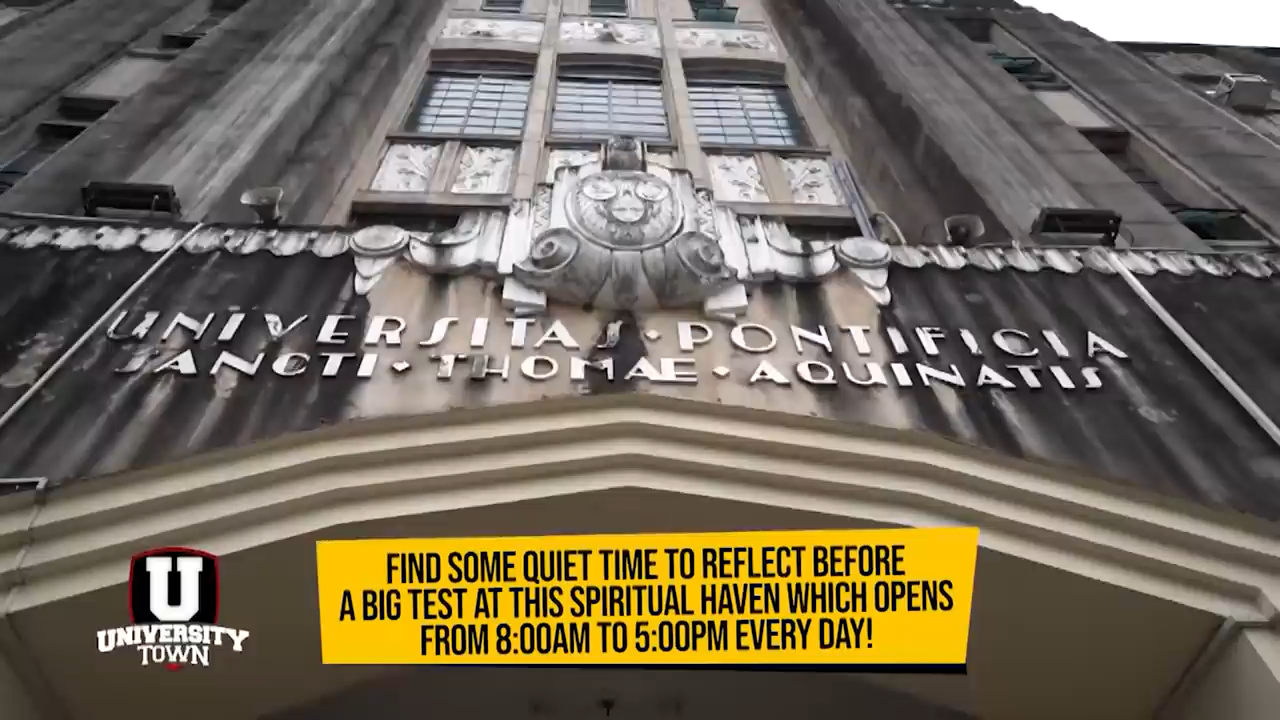 UNIVERSITAS · PONTIFICIA
SANCTI · THOMAE · AQUINATIS
FIND SOME QUIET TIME TO REFLECT BEFORE
A BIG TEST AT THIS SPIRITUAL HAVEN WHICH OPENS
FROM 8:00AM TO 5:00PM EVERY DAY!
U
UNIVERSITY
TOWN